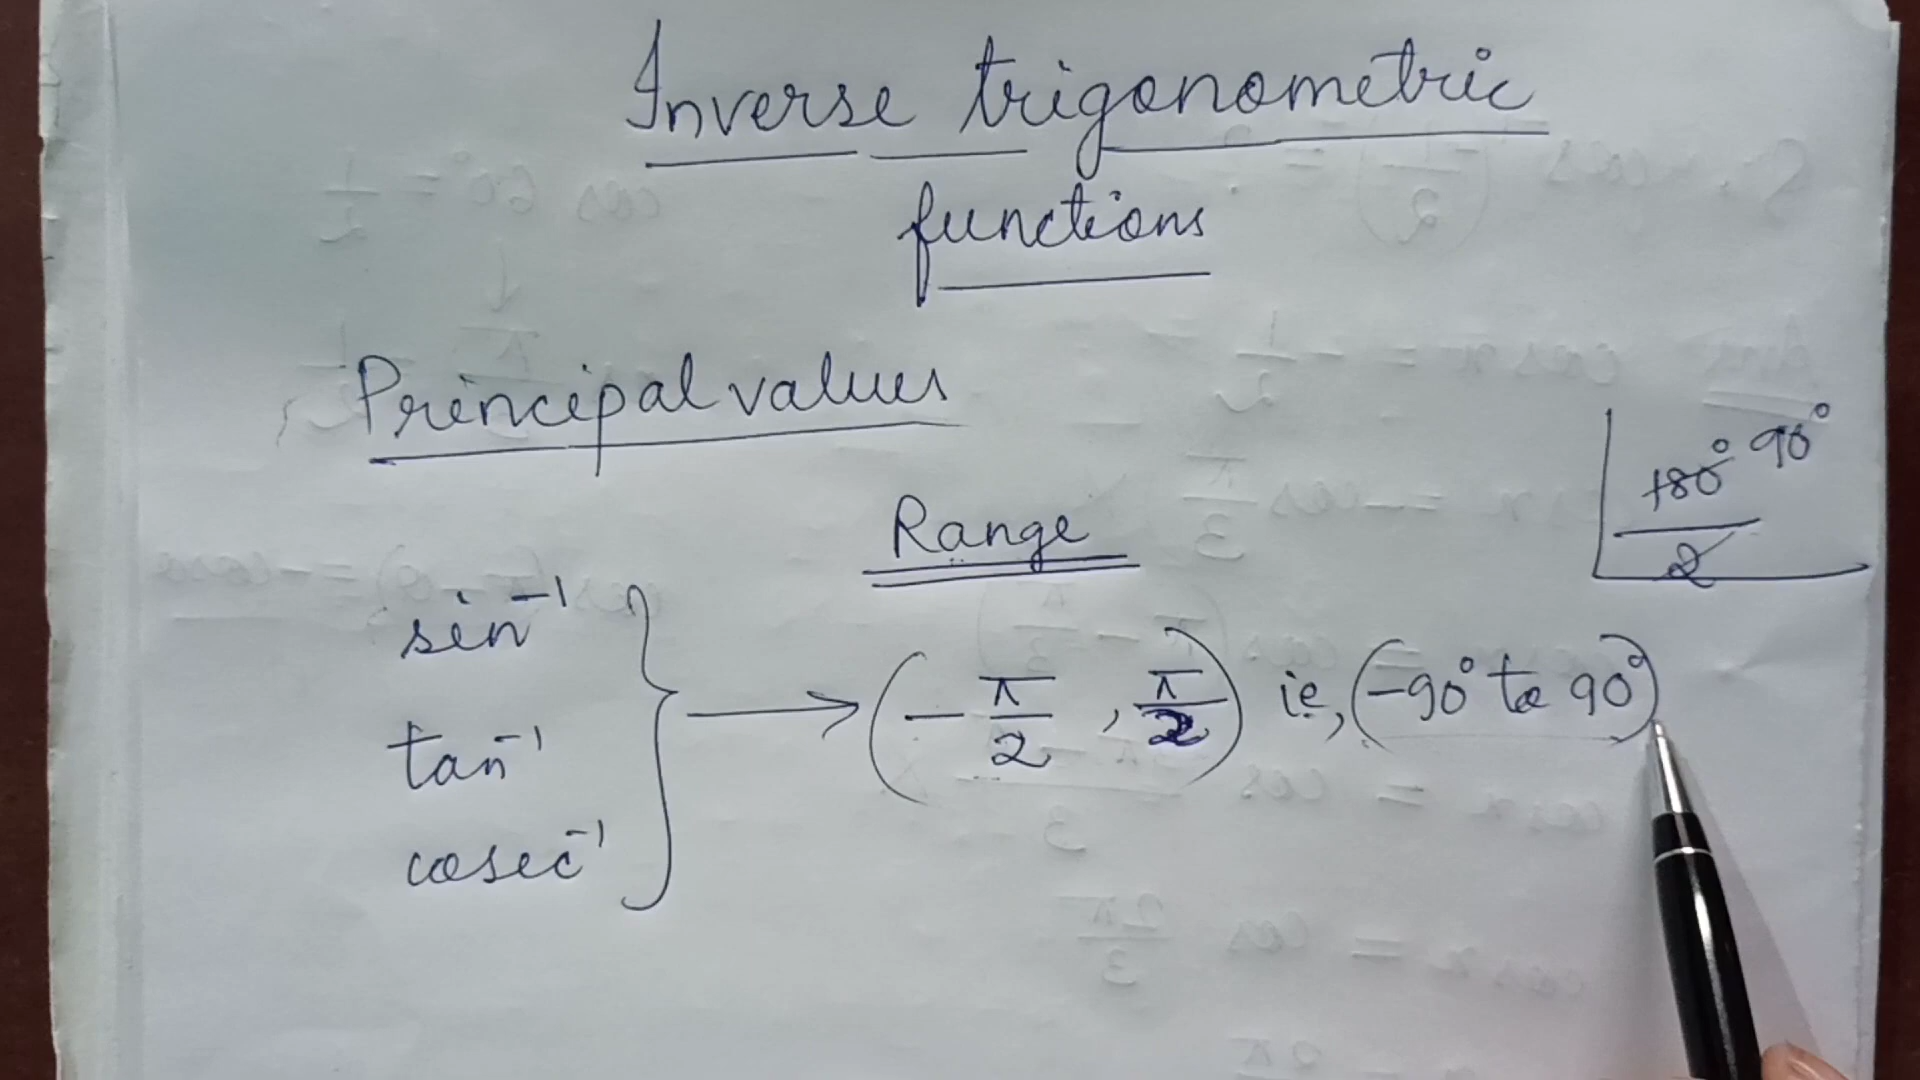 Inverse trigonometric
functions
Principal values
180° 90°
2
Range
sin⁻¹
tan⁻¹
cosec⁻¹
(-π/2, π/2) ie, (-90° to 90°)